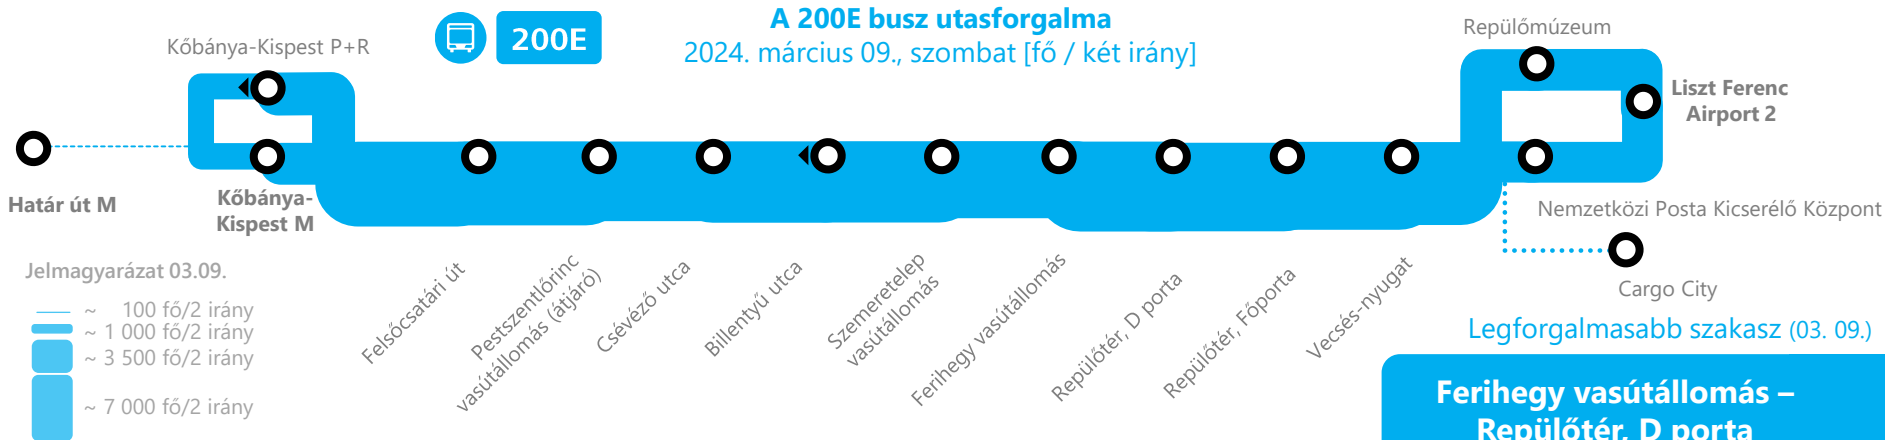 A 200E busz utasforgalma
2024. március 09., szombat [fő / két irány]
200E
Kőbánya-Kispest P+R
Repülőmúzeum
Liszt Ferenc
Airport 2
Határ út M
Kőbánya-
Kispest M
Felsőcsatári út
Pestszentlőrinc
vasútállomás (átjáró)
Csévéző utca
Billentyű utca
Szemeretelep
vasútállomás
Ferihegy vasútállomás
Repülőtér, D porta
Repülőtér, Főporta
Vecsés-nyugat
Nemzetközi Posta Kicserélő Központ
Cargo City
Jelmagyarázat 03.09.
~ 100 fő/2 irány
~ 1 000 fő/2 irány
~ 3 500 fő/2 irány
~ 7 000 fő/2 irány
Legforgalmasabb szakasz (03. 09.)
Ferihegy vasútállomás –
Repülőtér, D porta